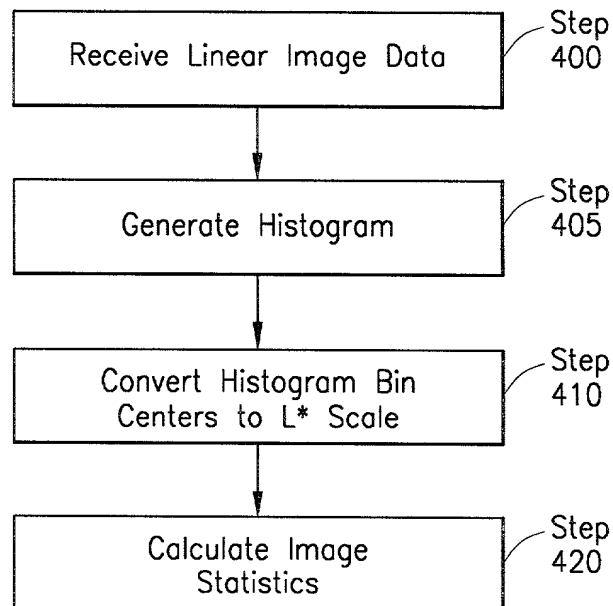 Receive Linear Image Data
Step
400
Generate Histogram
Step
405
Convert Histogram Bin
Centers to L* Scale
Step
410
Calculate Image
Statistics
Step
420